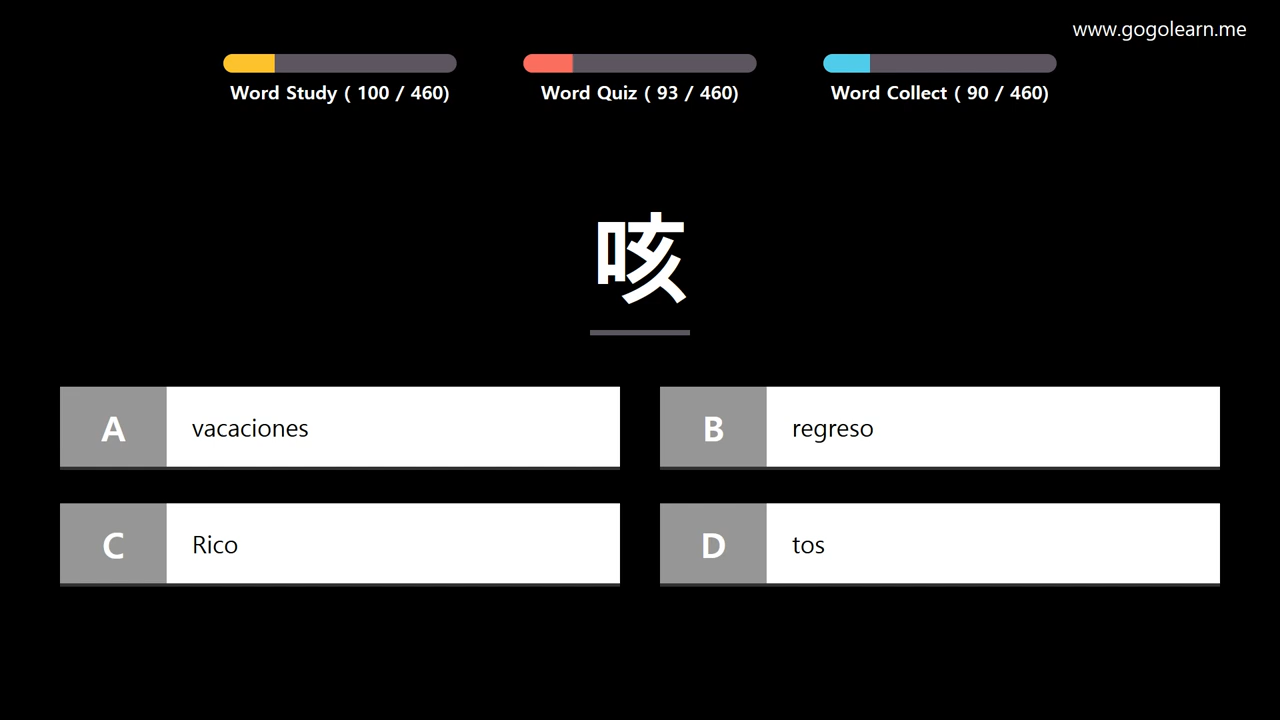 www.gogolearn.me
Word Study ( 100 / 460)
Word Quiz ( 93 / 460)
Word Collect ( 90 / 460)
咳
A vacaciones
B regreso
C Rico
D tos